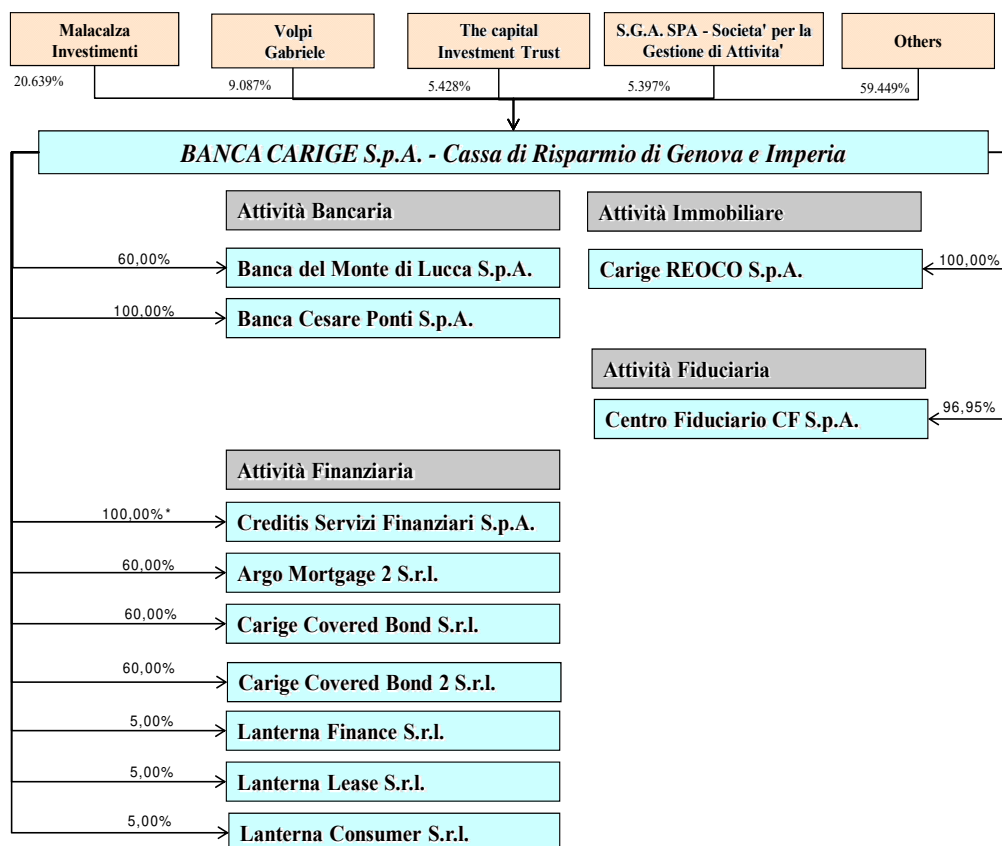 Malacalza
Investimenti
Volpi
Gabriele
The capital
Investment Trust
S.G.A. SPA - Societa' per la
Gestione di Attivita'
Others
20.639%
9.087%
5.428%
5.397%
59.449%
BANCA CARIGE S.p.A. - Cassa di Risparmio di Genova e Imperia
Attività Bancaria
60,00%
Banca del Monte di Lucca S.p.A.
100,00%
Banca Cesare Ponti S.p.A.
Attività Immobiliare
Carige REOCO S.p.A.
100,00%
Attività Fiduciaria
Centro Fiduciario CF S.p.A.
96,95%
Attività Finanziaria
100,00%*
Creditis Servizi Finanziari S.p.A.
60,00%
Argo Mortgage 2 S.r.l.
60,00%
Carige Covered Bond S.r.l.
60,00%
Carige Covered Bond 2 S.r.l.
5,00%
Lanterna Finance S.r.l.
5,00%
Lanterna Lease S.r.l.
5,00%
Lanterna Consumer S.r.l.